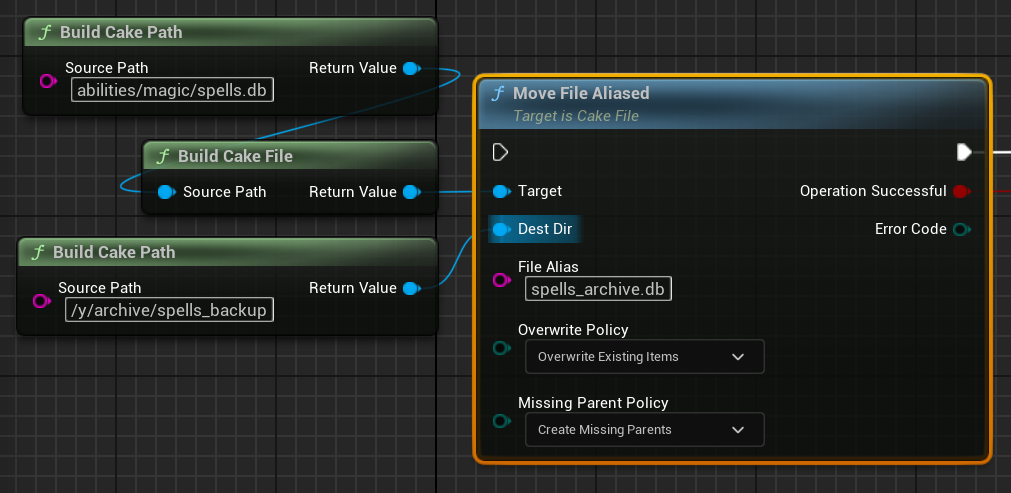 Build Cake Path
Source Path
abilities/magic/spells.db
Return Value
Build Cake File
Source Path
Return Value
Build Cake Path
Source Path
/y/archive/spells_backup
Return Value
Move File Aliased
Target is Cake File
Target
Operation Successful
Dest Dir
Error Code
File Alias
spells_archive.db
Overwrite Policy
Overwrite Existing Items
Missing Parent Policy
Create Missing Parents